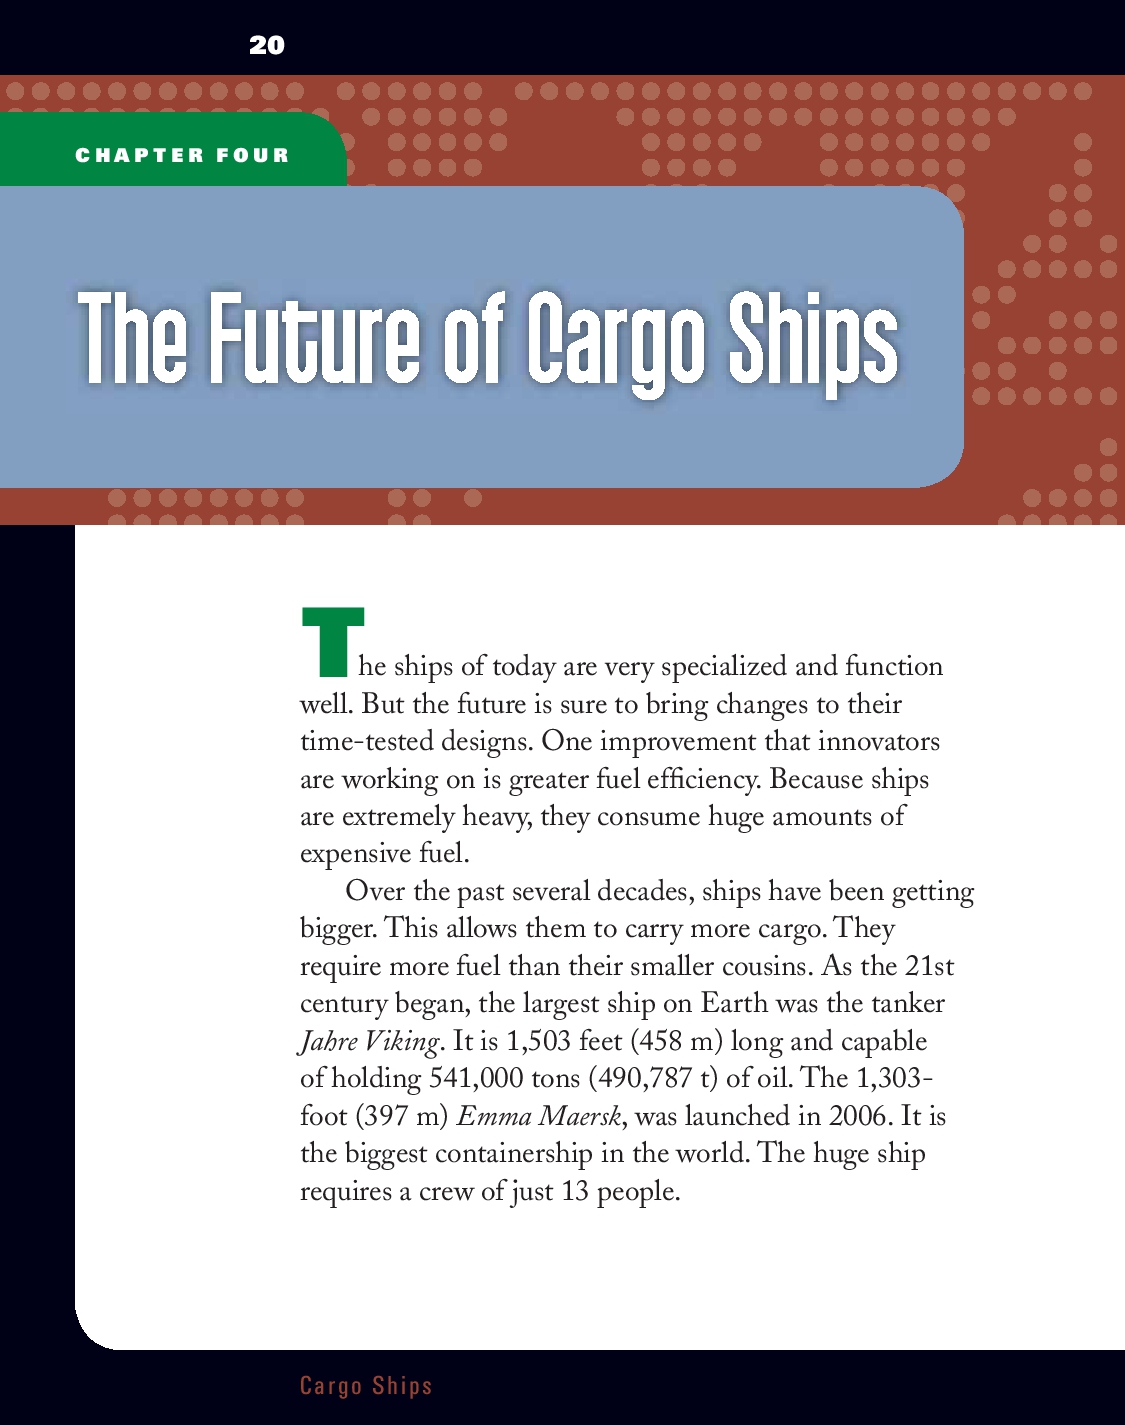 20
CHAPTER FOUR
The Future of Cargo Ships
The ships of today are very specialized and function
well. But the future is sure to bring changes to their
time-tested designs. One improvement that innovators
are working on is greater fuel efficiency. Because ships
are extremely heavy, they consume huge amounts of
expensive fuel.
Over the past several decades, ships have been getting
bigger. This allows them to carry more cargo. They
require more fuel than their smaller cousins. As the 21st
century began, the largest ship on Earth was the tanker
Jahre Viking. It is 1,503 feet (458 m) long and capable
of holding 541,000 tons (490,787 t) of oil. The 1,303-
foot (397 m) Emma Maersk, was launched in 2006. It is
the biggest containership in the world. The huge ship
requires a crew of just 13 people.
Cargo Ships